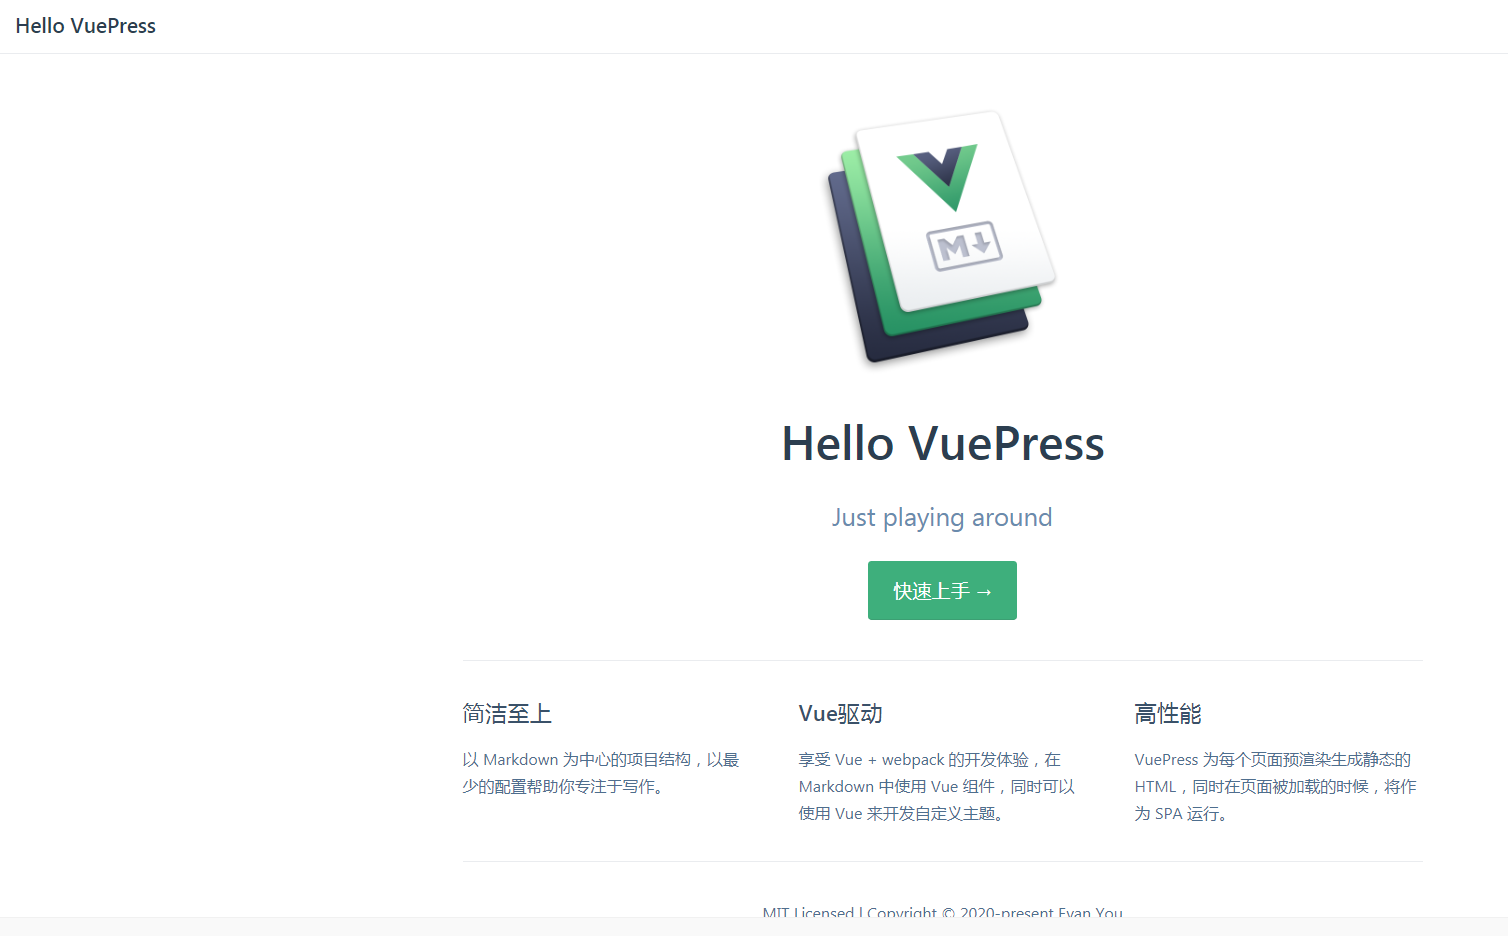 Hello VuePress
M
Hello VuePress
Just playing around
快速上手 →
简洁至上
以 Markdown 为中心的项目结构，以最
少的配置帮助你专注于写作。
Vue驱动
享受 Vue + webpack 的开发体验，在
Markdown 中使用 Vue 组件，同时可以
使用 Vue 来开发自定义主题。
高性能
VuePress 为每个页面预渲染生成静态的
HTML，同时在页面被加载的时候，将作
为 SPA 运行。
MIT Licensed | Copyright © 2020-present Evan You